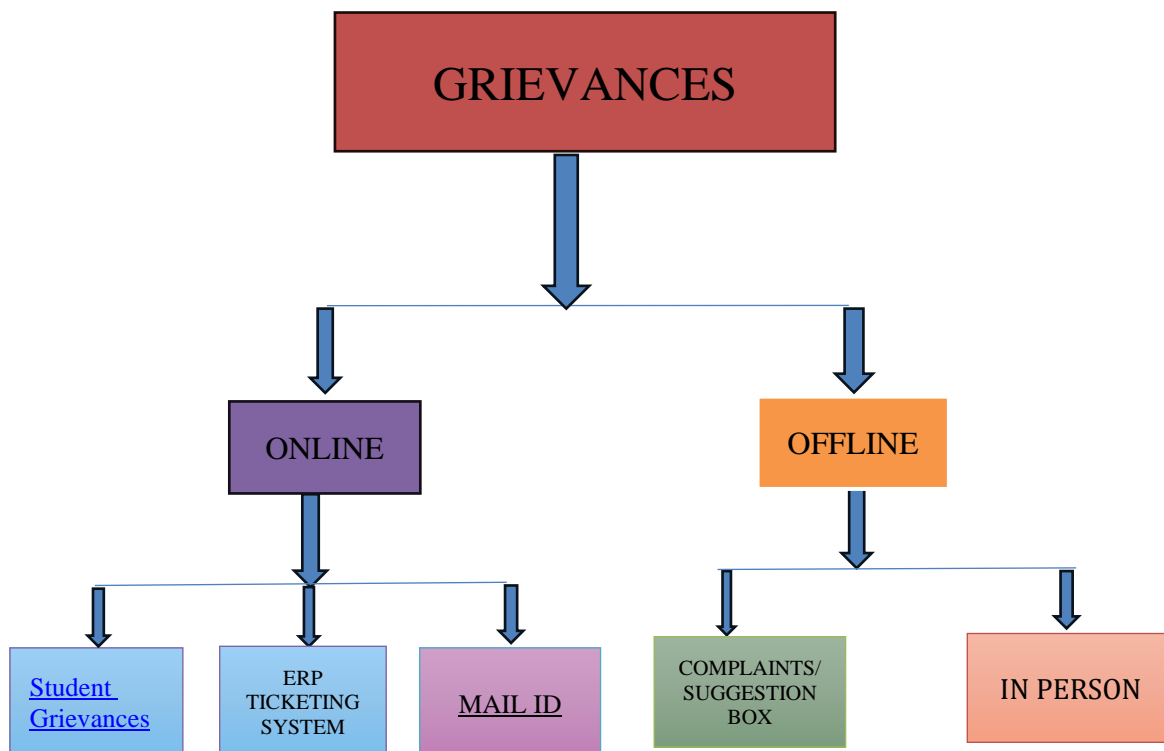 GRIEVANCES
ONLINE
OFFLINE
Student
Grievances
ERP
TICKETING
SYSTEM
MAIL ID
COMPLAINTS/
SUGGESTION
BOX
IN PERSON